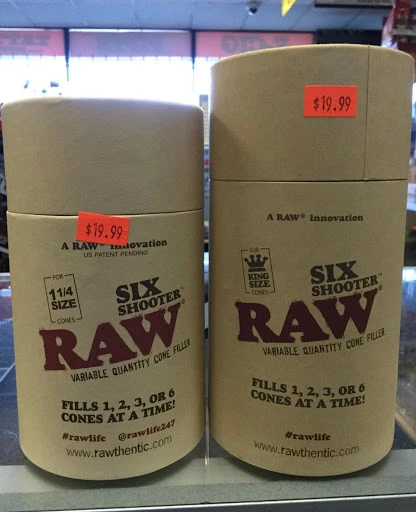 $19.99
A RAW® innovation
US PATENT PENDING
FOR
1 1/4
SIZE
CONES
SIX
SHOOTER™
RAW®
VARIABLE QUANTITY CONE FILLER
FILLS 1, 2, 3, OR 6
CONES AT A TIME!
#rawlife @rawlife247
www.rawthentic.com
$19.99
A RAW® innovation
FOR
KING
SIZE
CONES
SIX
SHOOTER™
RAW®
VARIABLE QUANTITY CONE FILLER
FILLS 1, 2, 3, OR 6
CONES AT A TIME!
#rawlife
www.rawthentic.com